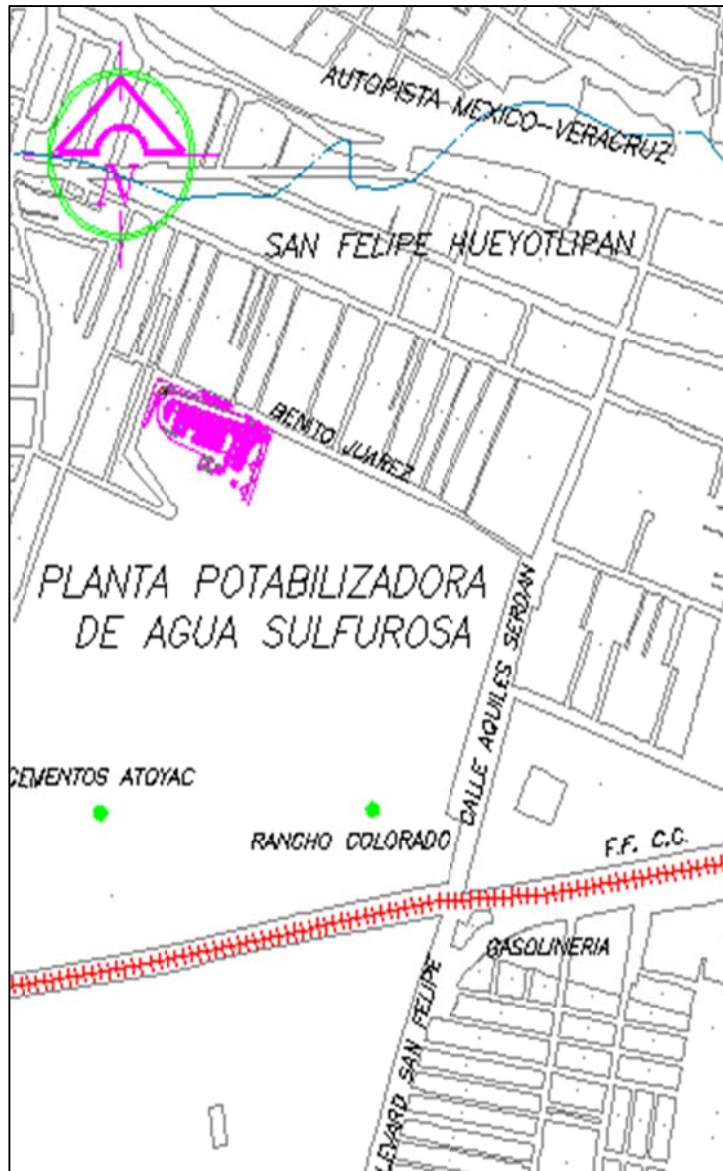 AUTOPISTA-MEXICO-VERACRUZ
N
SAN FELIPE HUEYOTLIPAN
BENITO JUAREZ
PLANTA POTABILIZADORA
DE AGUA SULFUROSA
CALLE AQUILES SERDAN
CEMENTOS ATOYAC
RANCHO COLORADO
F.F. C.C.
GASOLINERIA
LEVARD SAN FELIPE